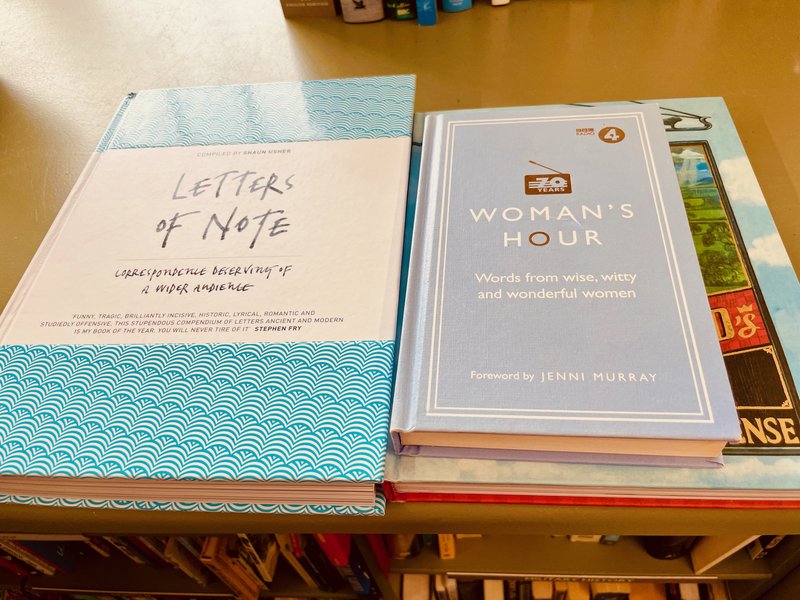 COMPILED BY SHAUN USHER
LETTERS
OF NOTE
CORRESPONDENCE DESERVING OF
A WIDER AUDIENCE
'FUNNY, TRAGIC, BRILLIANTLY INCISIVE, HISTORIC, LYRICAL, ROMANTIC AND
STUDIEDLY OFFENSIVE. THIS STUPENDOUS COMPENDIUM OF LETTERS ANCIENT AND MODERN
IS MY BOOK OF THE YEAR. YOU WILL NEVER TIRE OF IT' STEPHEN FRY
BBC
RADIO 4
70
YEARS
WOMAN'S
HOUR
Words from wise, witty
and wonderful women
Foreword by JENNI MURRAY
D's
ENSE
MILITARY HISTORY